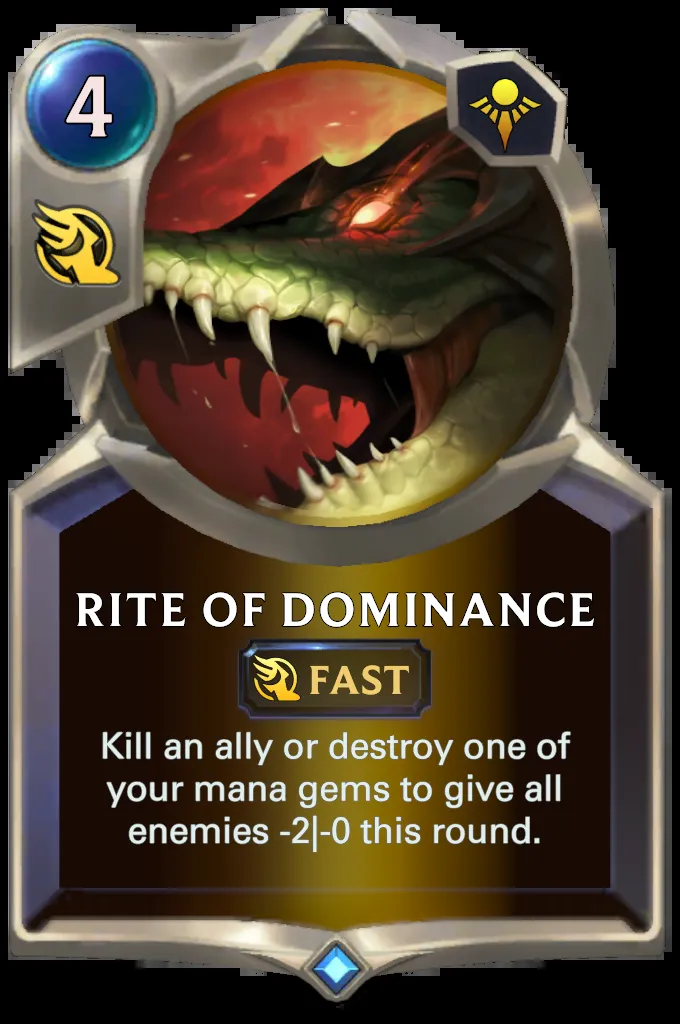 4
RITE OF DOMINANCE
FAST
Kill an ally or destroy one of
your mana gems to give all
enemies -2|-0 this round.